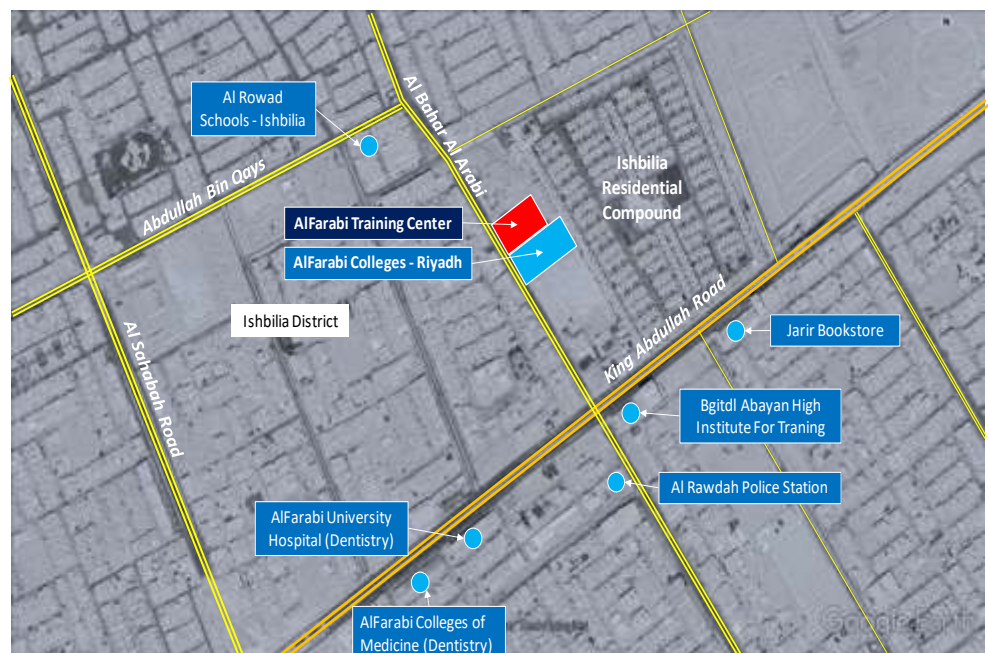 Al Rowad
Schools - Ishbilia
Al Bahar Al Arabi
Abdullah Bin Qays
Ishbilia
Residential
Compound
AlFarabi Training Center
AlFarabi Colleges - Riyadh
Ishbilia District
Al Sahabah Road
King Abdullah Road
Jarir Bookstore
Bgitdl Abayan High
Institute For Traning
Al Rawdah Police Station
AlFarabi University
Hospital (Dentistry)
AlFarabi Colleges of
Medicine (Dentistry)
Google Earth